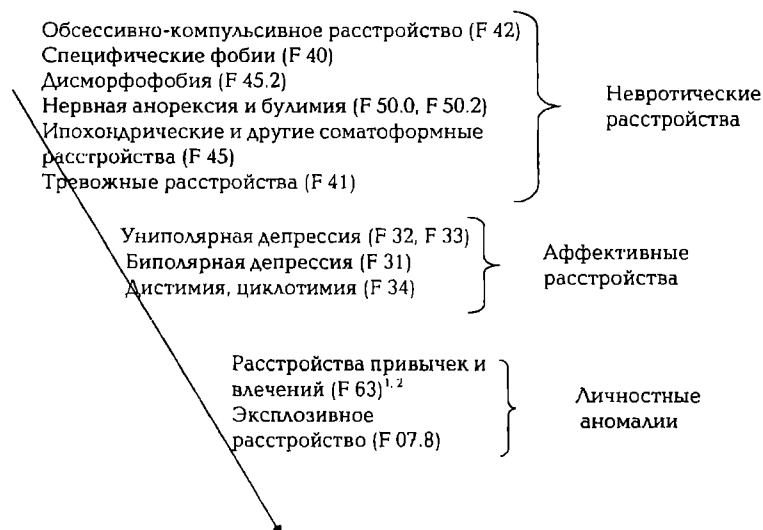 Обсессивно-компульсивное расстройство (F 42)
Специфические фобии (F 40)
Дисморфофобия (F 45.2)
Нервная анорексия и булимия (F 50.0, F 50.2)
Ипохондрические и другие соматоформные
расстройства (F 45)
Тревожные расстройства (F 41)
Невротические
расстройства
Униполярная депрессия (F 32, F 33)
Биполярная депрессия (F 31)
Дистимия, циклотимия (F 34)
Аффективные
расстройства
Расстройства привычек и
влечений (F 63)1, 2
Эксплозивное
расстройство (F 07.8)
Личностные
аномалии